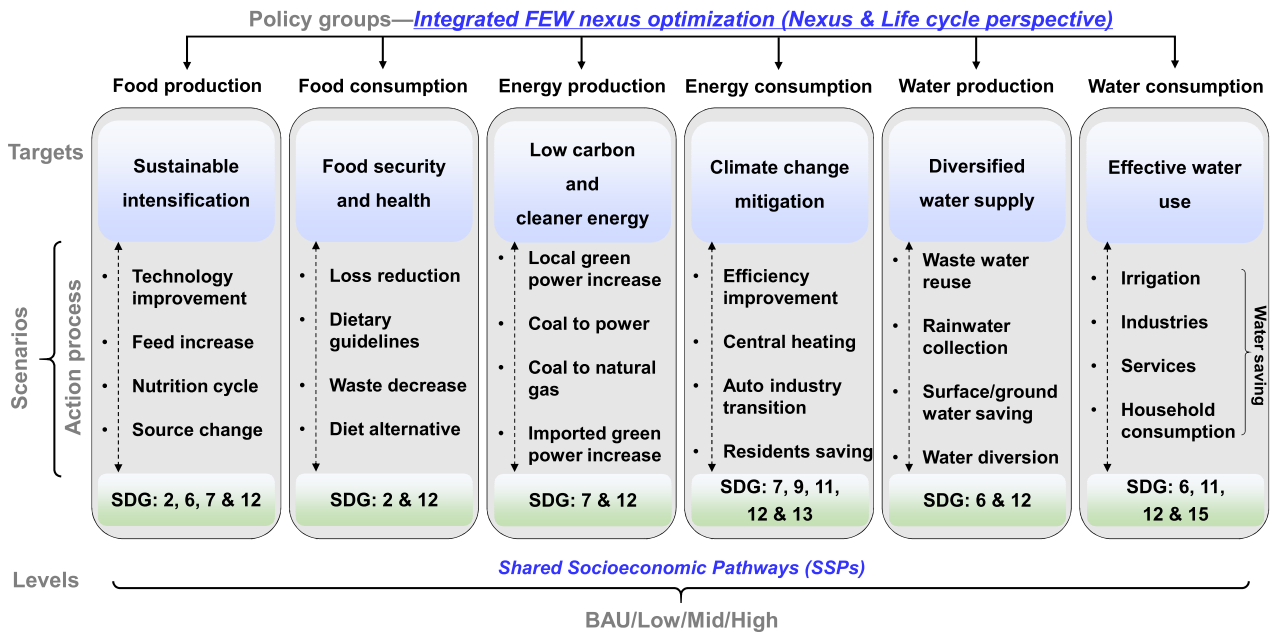 Policy groups—Integrated FEW nexus optimization (Nexus & Life cycle perspective)
Food production
Food consumption
Energy production
Energy consumption
Water production
Water consumption
Targets
Sustainable
intensification
Food security
and health
Low carbon
and
cleaner energy
Climate change
mitigation
Diversified
water supply
Effective water
use
Scenarios
Action process
• Technology
improvement
• Feed increase
• Nutrition cycle
• Source change
• Loss reduction
• Dietary
guidelines
• Waste decrease
• Diet alternative
• Local green
power increase
• Coal to power
• Coal to natural
gas
• Imported green
power increase
• Efficiency
improvement
• Central heating
• Auto industry
transition
• Residents saving
• Waste water
reuse
• Rainwater
collection
• Surface/ground
water saving
• Water diversion
• Irrigation
• Industries
• Services
• Household
consumption
Water saving
SDG: 2, 6, 7 & 12
SDG: 2 & 12
SDG: 7 & 12
SDG: 7, 9, 11,
12 & 13
SDG: 6 & 12
SDG: 6, 11,
12 & 15
Levels
Shared Socioeconomic Pathways (SSPs)
BAU/Low/Mid/High